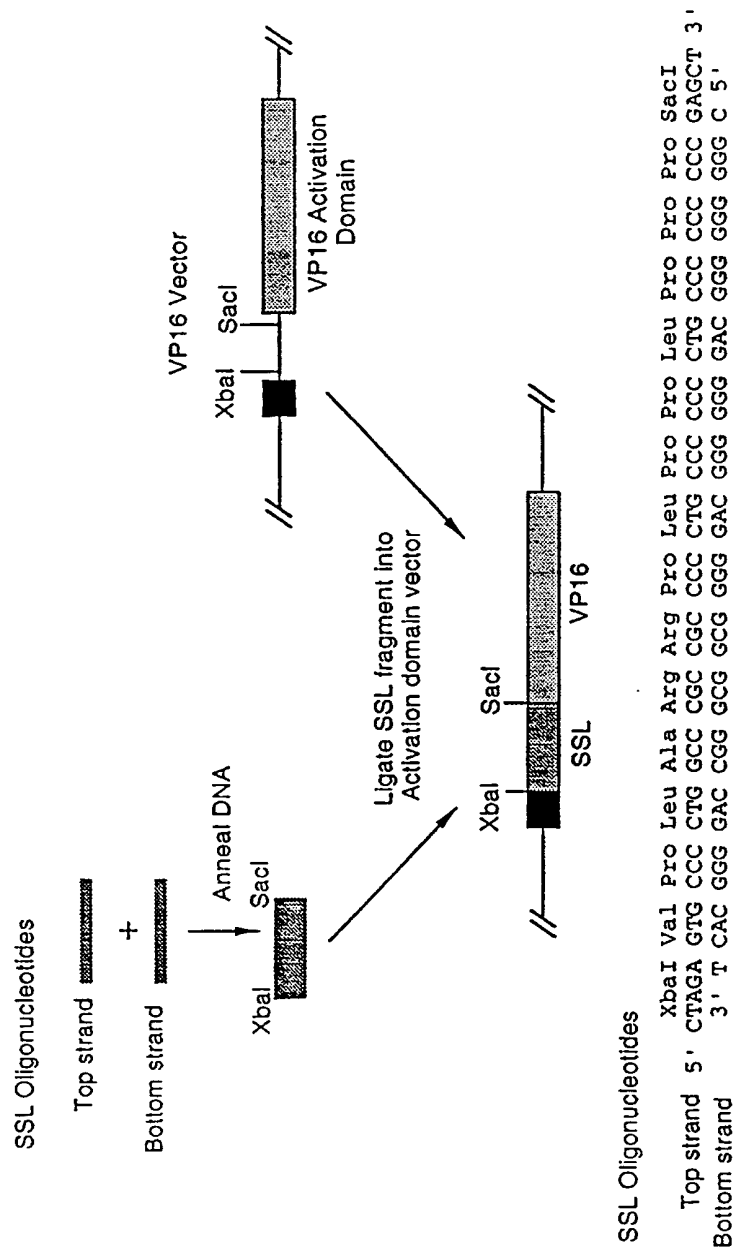 SSL Oligonucleotides
Top strand
+
Bottom strand
Anneal DNA
XbaI
SacI
VP16 Vector
XbaI
SacI
VP16 Activation
Domain
Ligate SSL fragment into
Activation domain vector
XbaI
SacI
SSL
VP16
SSL Oligonucleotides
XbaI Val Pro Leu Ala Arg Arg Pro Leu Pro Pro Leu Pro Pro Pro SacI
Top strand 5' CTAGA GTG CCC CTG GCC CGC CGC CCC CTG CCC CCC CTG CCC CCC CCC GAGCT 3'
Bottom strand 3' T CAC GGG GAC CGG GCG GCG GGG GAC GGG GGG GAC GGG GGG GGG C 5'